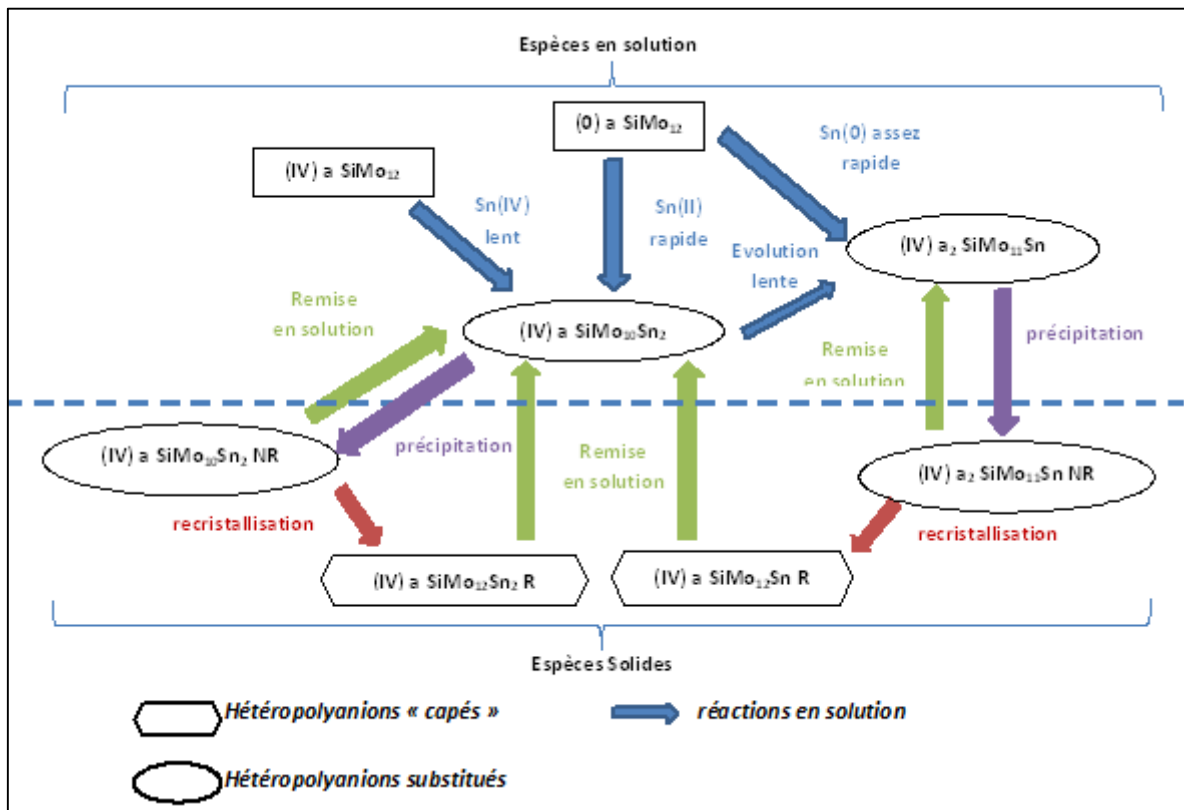 Espèces en solution
(0) a SiMo₁₂
Sn(0) assez
rapide
(IV) a SiMo₁₂
Sn(IV)
lent
Sn(II)
rapide
Evolution
lente
(IV) a₂ SiMo₁₁Sn
Remise
en solution
(IV) a SiMo₁₀Sn₂
précipitation
Remise
en solution
(IV) a SiMo₁₀Sn₂ NR
précipitation
Remise
en solution
(IV) a₂ SiMo₁₁Sn NR
recristallisation
recristallisation
(IV) a SiMo₁₂Sn₂ R
(IV) a SiMo₁₂Sn R
Espèces Solides
Hétéropolyanions « capés »
réactions en solution
Hétéropolyanions substitués